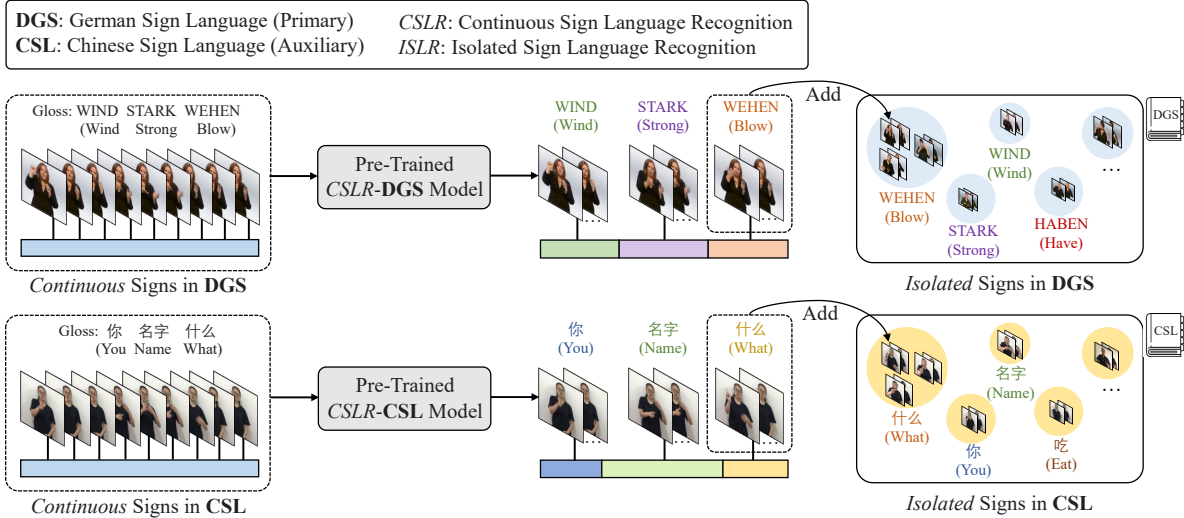 DGS: German Sign Language (Primary) CSLR: Continuous Sign Language Recognition
CSL: Chinese Sign Language (Auxiliary) ISLR: Isolated Sign Language Recognition
Gloss: WIND STARK WEHEN
(Wind Strong Blow)
Pre-Trained
CSLR-DGS Model
WIND
(Wind)
STARK
(Strong)
WEHEN
(Blow)
Add
WEHEN
(Blow)
WIND
(Wind)
STARK
(Strong)
HABEN
(Have)
...
DGS
Continuous Signs in DGS
Isolated Signs in DGS
Gloss: 你 名字 什么
(You Name What)
Pre-Trained
CSLR-CSL Model
你
(You)
名字
(Name)
什么
(What)
Add
什么
(What)
名字
(Name)
你
(You)
吃
(Eat)
...
CSL
Continuous Signs in CSL
Isolated Signs in CSL